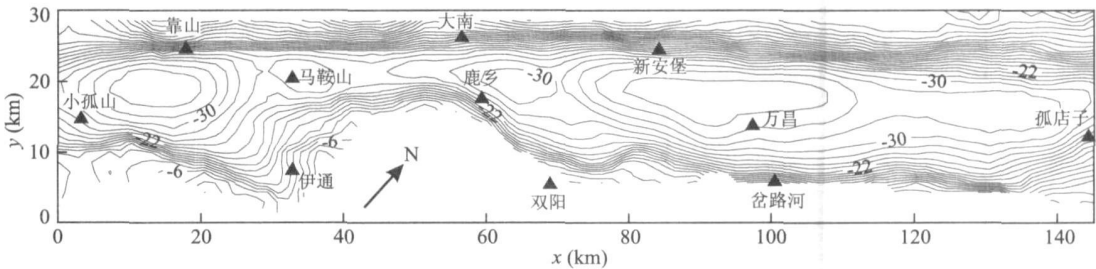 30
20
10
0
y (km)
靠山
大南
新安堡
马鞍山
鹿乡
-30
-30
-22
小孤山
-30
-22
万昌
孤店子
-22
-6
-6
N
-30
-22
伊通
双阳
岔路河
0
20
40
60
80
100
120
140
x (km)